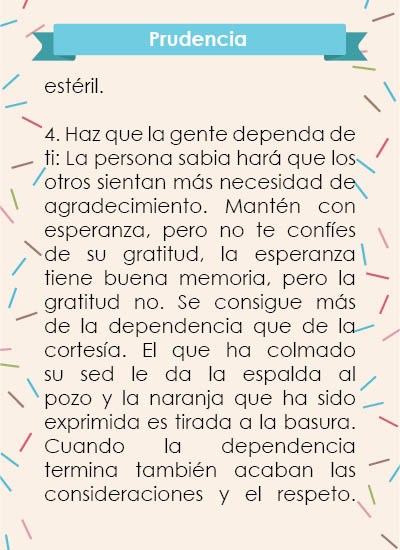 Prudencia
estéril.
4. Haz que la gente dependa de
ti: La persona sabia hará que los
otros sientan más necesidad de
agradecimiento. Mantén con
esperanza, pero no te confíes
de su gratitud, la esperanza
tiene buena memoria, pero la
gratitud no. Se consigue más
de la dependencia que de la
cortesía. El que ha colmado
su sed le da la espalda al
pozo y la naranja que ha sido
exprimida es tirada a la basura.
Cuando la dependencia
termina también acaban las
consideraciones y el respeto.